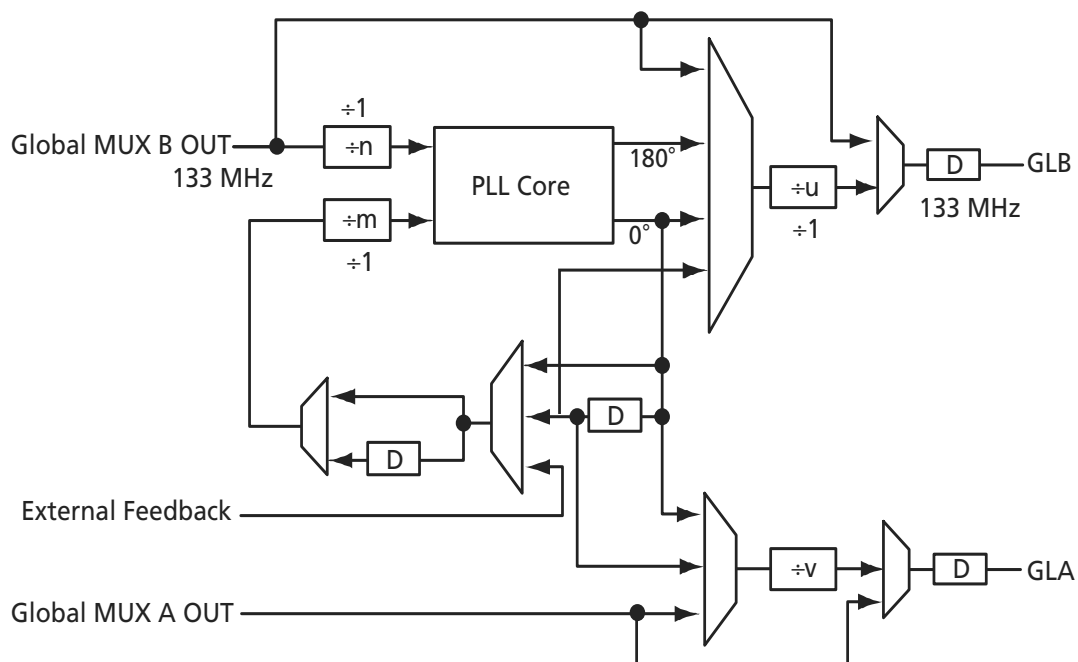 ÷1
Global MUX B OUT
÷n
133 MHz
PLL Core
180°
0°
÷m
÷1
÷u
÷1
D
GLB
133 MHz
D
D
External Feedback
÷v
D
GLA
Global MUX A OUT